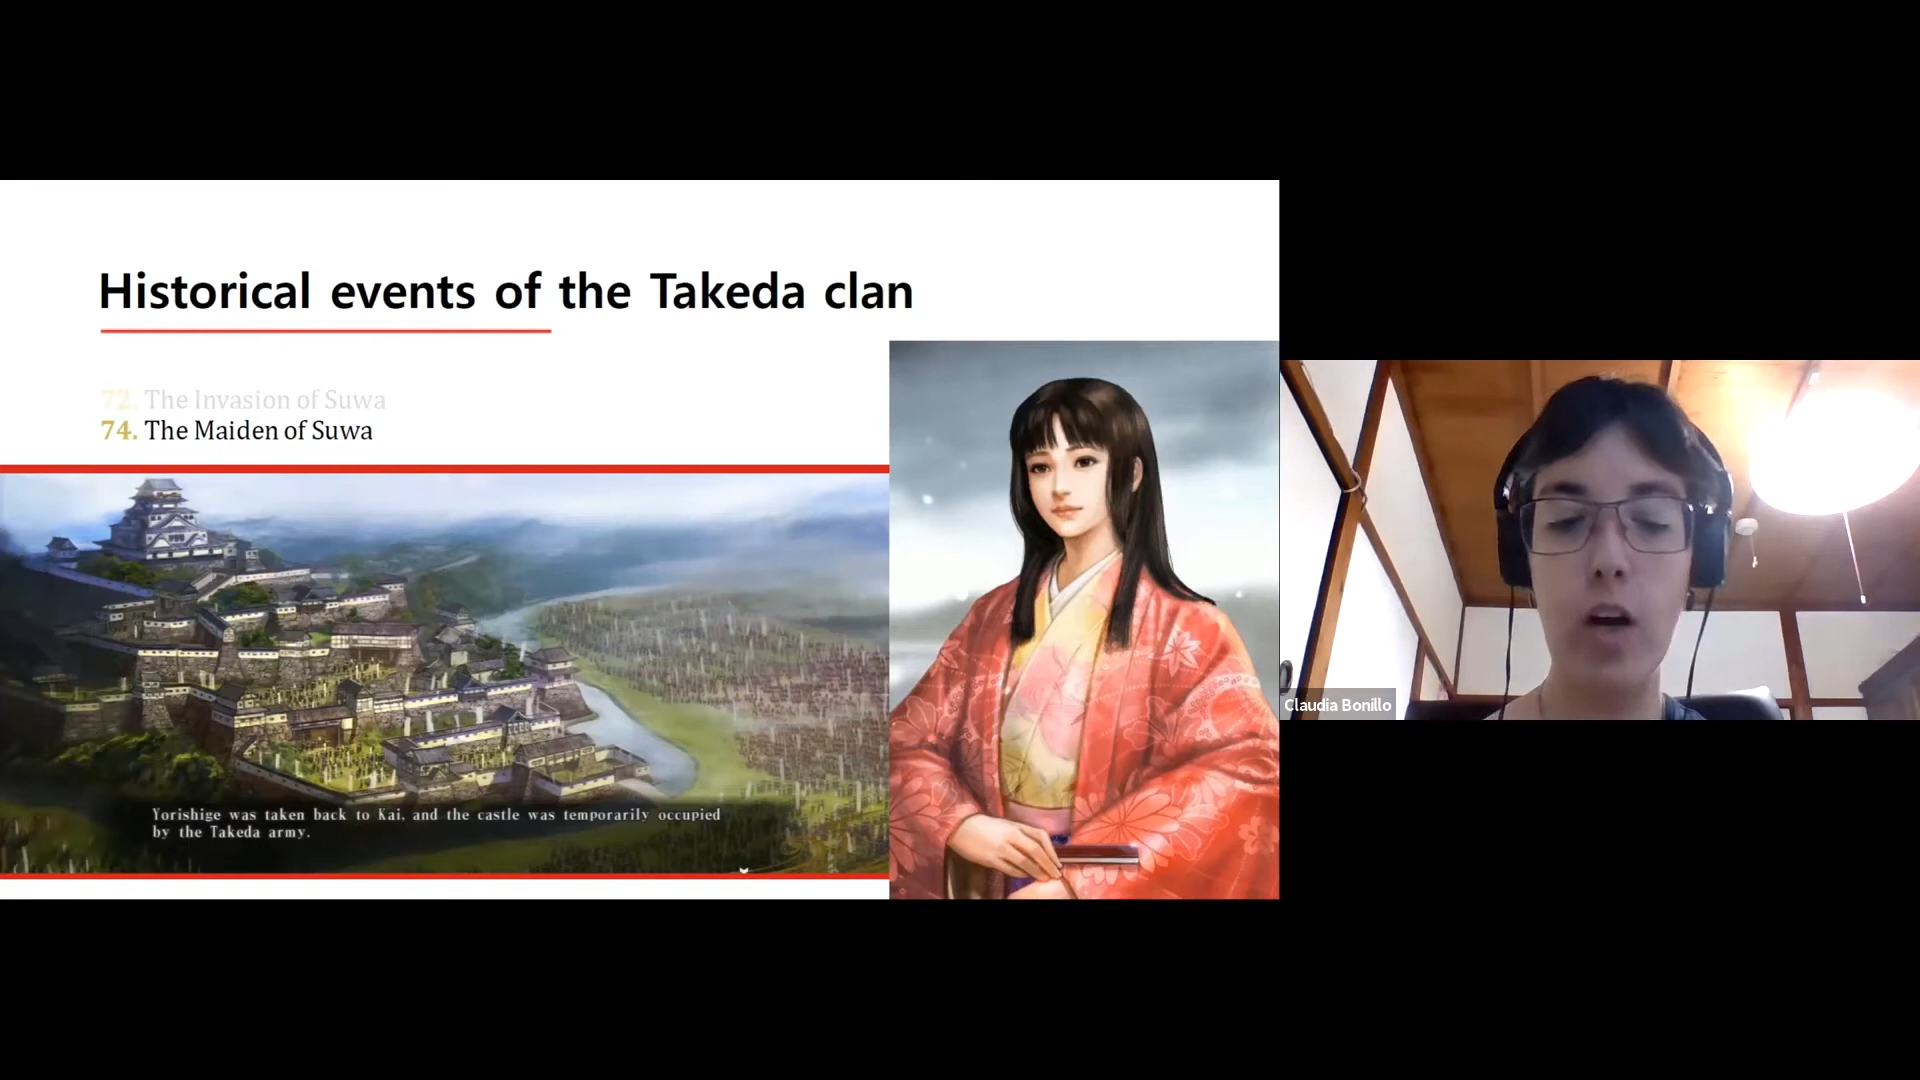 Historical events of the Takeda clan
72. The Invasion of Suwa
74. The Maiden of Suwa
Yorishige was taken back to Kai, and the castle was temporarily occupied
by the Takeda army.
Claudia Bonillo